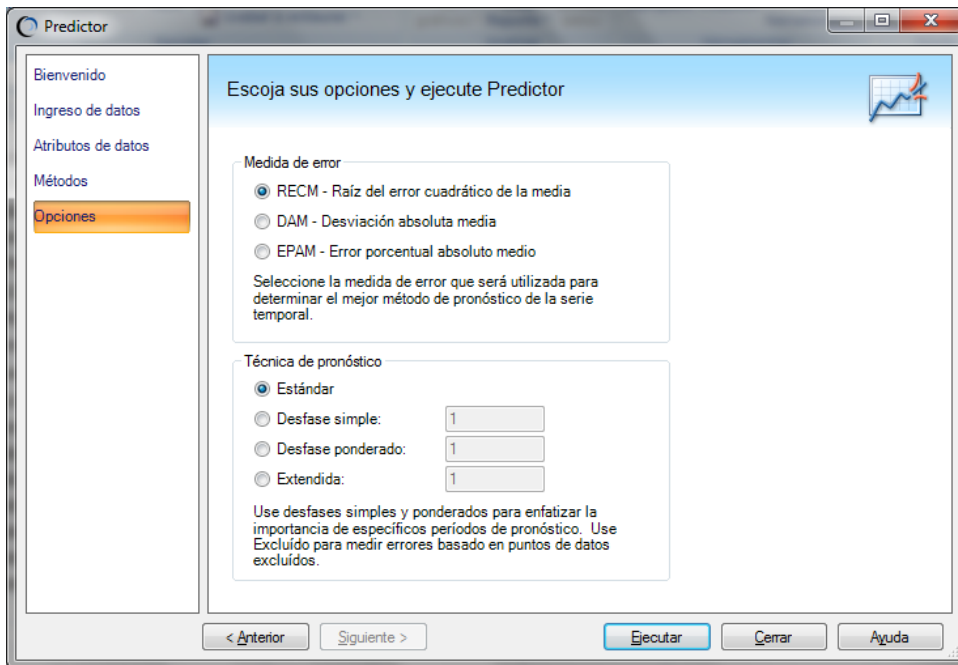 Predictor
Bienvenido
Ingreso de datos
Atributos de datos
Métodos
Opciones
Escoja sus opciones y ejecute Predictor
Medida de error
RECM - Raíz del error cuadrático de la media
DAM - Desviación absoluta media
EPAM - Error porcentual absoluto medio
Seleccione la medida de error que será utilizada para
determinar el mejor método de pronóstico de la serie
temporal.
Técnica de pronóstico
Estándar
Desfase simple: 1
Desfase ponderado: 1
Extendida: 1
Use desfases simples y ponderados para enfatizar la
importancia de específicos períodos de pronóstico. Use
Excluído para medir errores basado en puntos de datos
excluídos.
< Anterior Siguiente > Ejecutar Cerrar Ayuda